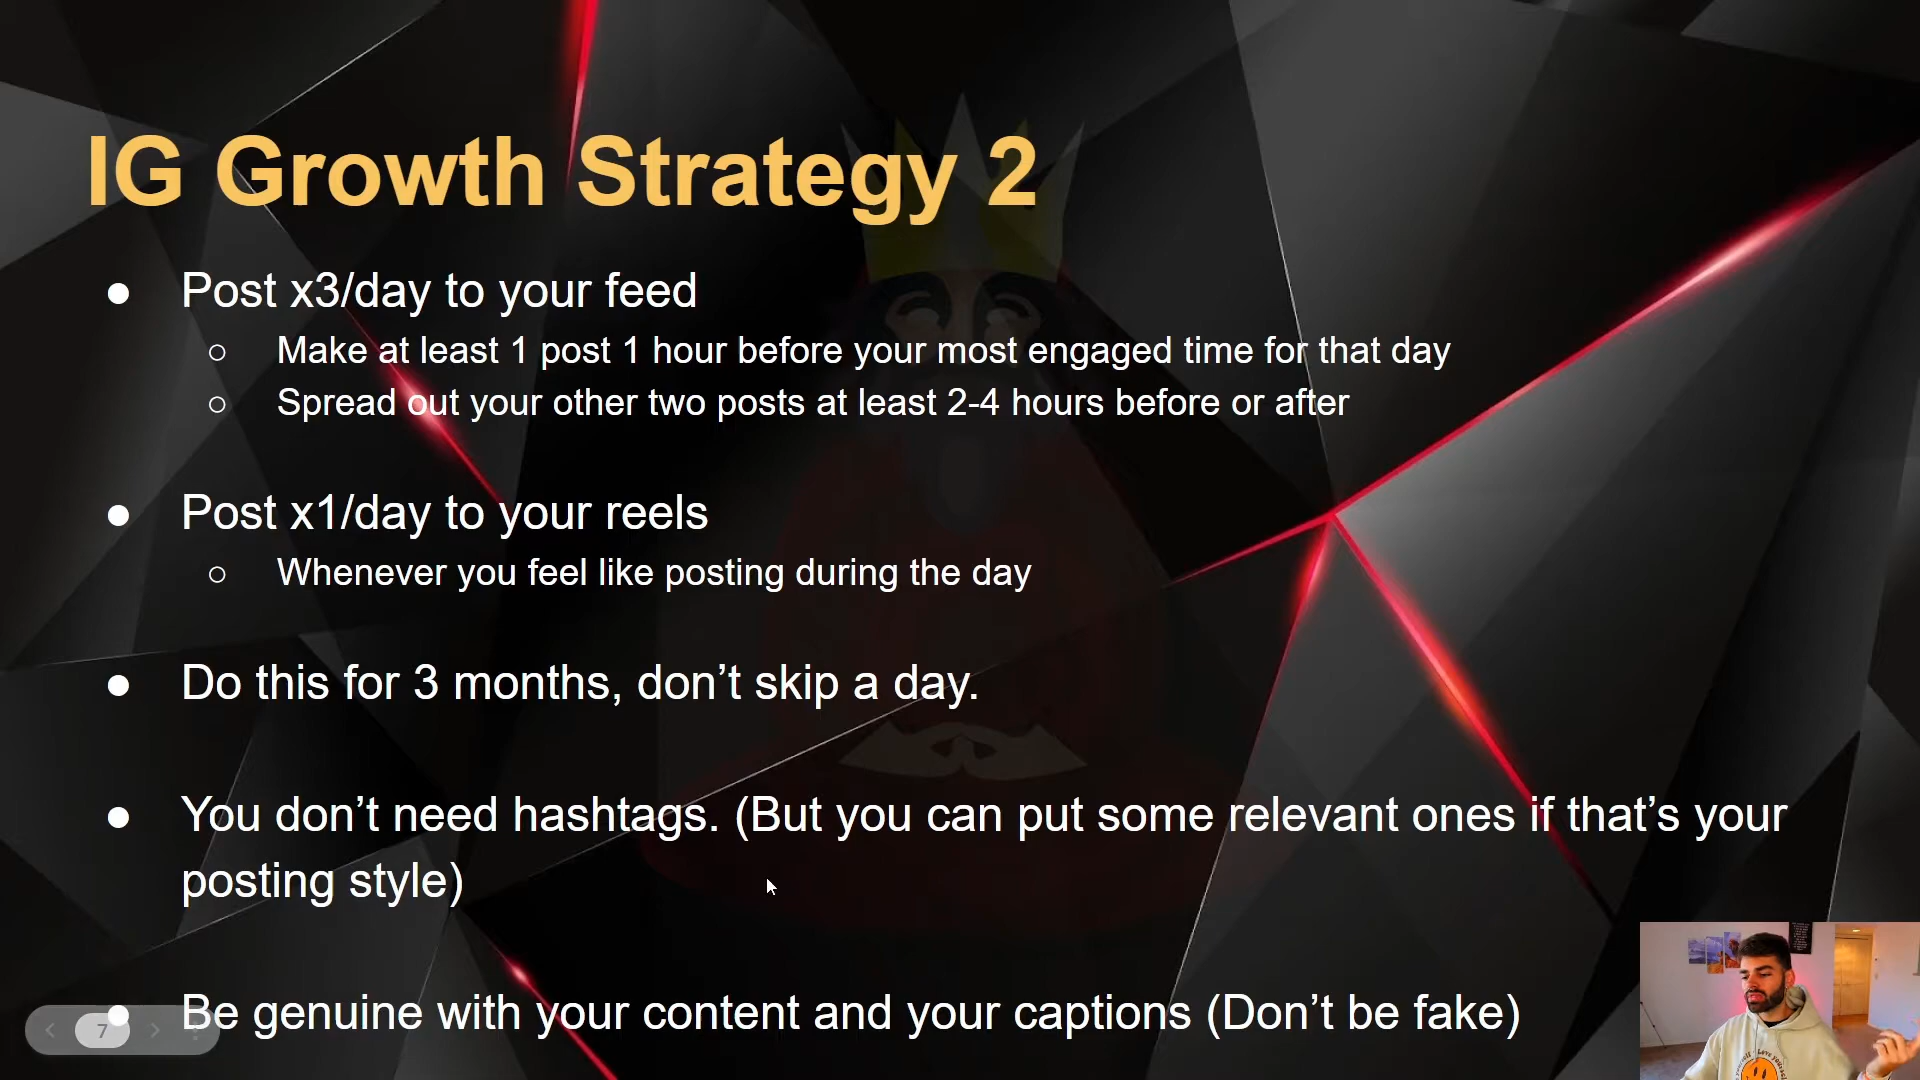 IG Growth Strategy 2
● Post x3/day to your feed
○ Make at least 1 post 1 hour before your most engaged time for that day
○ Spread out your other two posts at least 2-4 hours before or after
● Post x1/day to your reels
○ Whenever you feel like posting during the day
● Do this for 3 months, don’t skip a day.
● You don’t need hashtags. (But you can put some relevant ones if that’s your
posting style)
● Be genuine with your content and your captions (Don’t be fake)
7